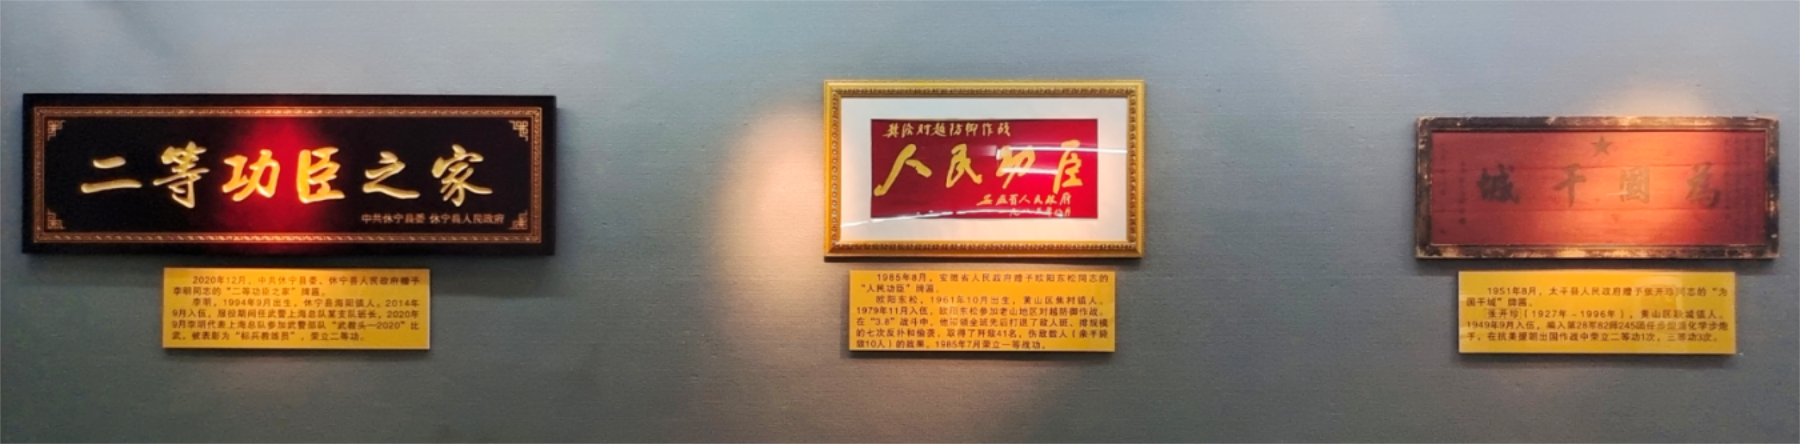 二等功臣之家
中共休宁县委 休宁县人民政府
2020年12月，中共休宁县委、休宁县人民政府赠予
李明同志的“二等功臣之家”牌匾。
李明，1994年9月出生，休宁县海阳镇人。2014年
9月入伍，服役期间任武警上海总队某支队班长，2020年
9月李明代表上海总队参加武警部队“武教头—2020”比
武，被表彰为“标兵教练员”，荣立二等功。
奖给对越防御作战
人民功臣
安徽省人民政府
一九八五年八月
1985年8月，安徽省人民政府赠予欧阳东松同志的
“人民功臣”牌匾。
欧阳东松，1961年10月出生，黄山区焦村镇人。
1979年11月入伍，欧阳东松参加老山地区对越防御作战，
在“3.8”战斗中，他带领全班先后打退了敌人班、排规模
的七次反扑和偷袭，取得了歼敌41名，伤敌数人（亲手毙
敌10人）的战果，1985年7月荣立一等战功。
为国干城
1951年8月，太平县人民政府赠予张开 同志的“为
国干城”牌匾。
张开 （1927年－1996年），黄山区 城镇人。
1949年9月入伍，编入第28军82师245团任 化学步炮
手，在抗美援朝出国作战中荣立二等功1次，三等功3次。